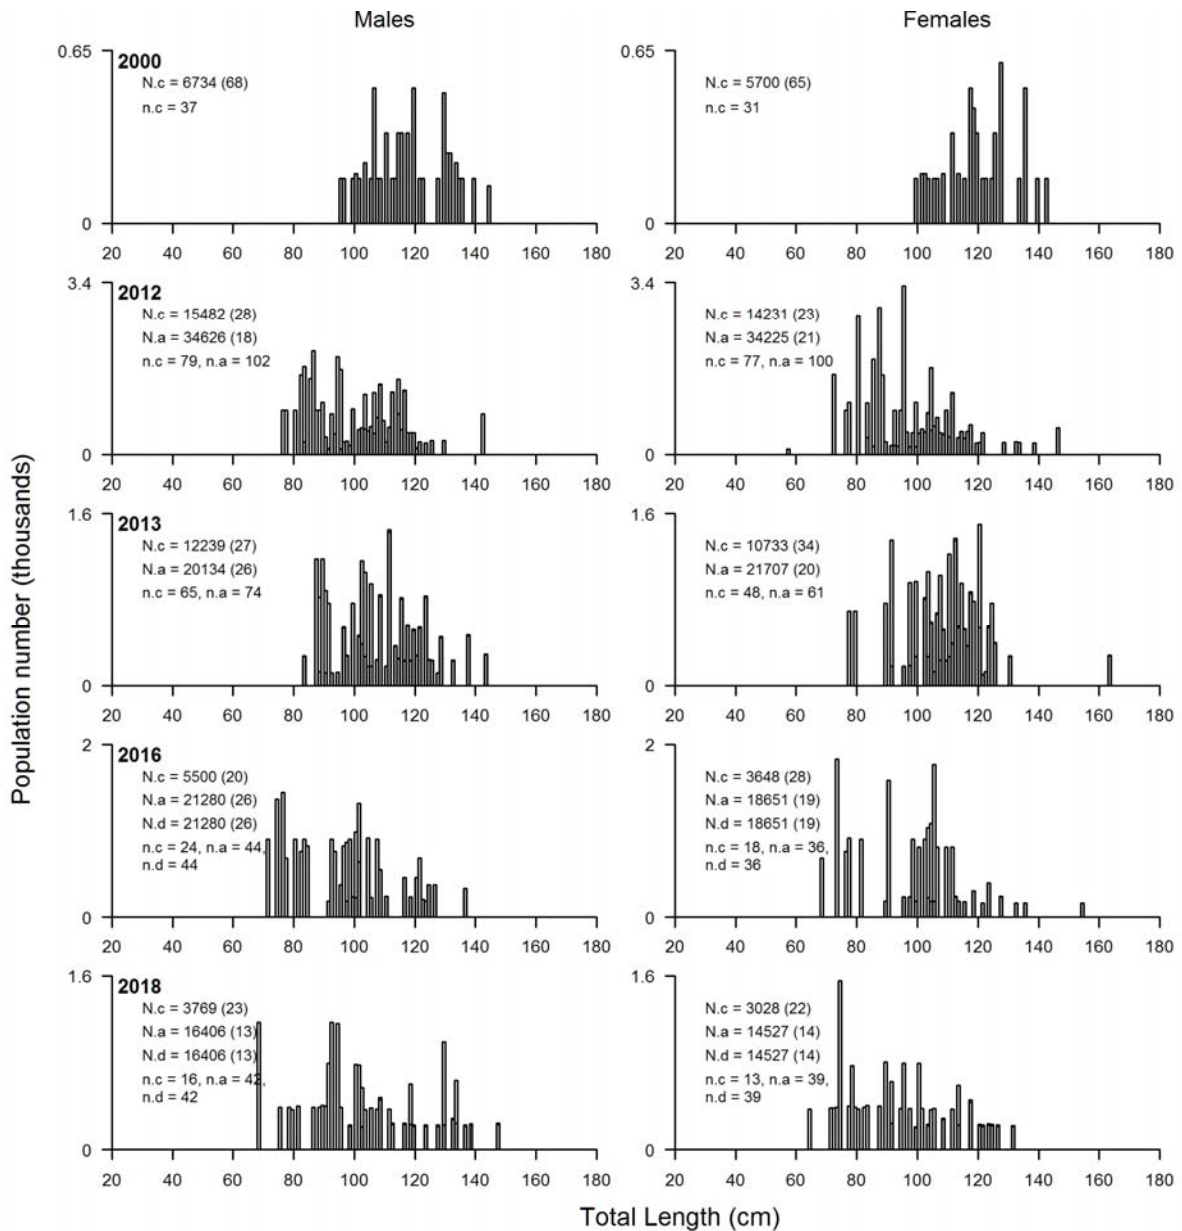 Males
Females
Population number (thousands)
0.65
0
2000
N.c = 6734 (68)
n.c = 37
20 40 60 80 100 120 140 160 180
0.65
0
N.c = 5700 (65)
n.c = 31
20 40 60 80 100 120 140 160 180
3.4
0
2012
N.c = 15482 (28)
N.a = 34626 (18)
n.c = 79, n.a = 102
20 40 60 80 100 120 140 160 180
3.4
0
N.c = 14231 (23)
N.a = 34225 (21)
n.c = 77, n.a = 100
20 40 60 80 100 120 140 160 180
1.6
0
2013
N.c = 12239 (27)
N.a = 20134 (26)
n.c = 65, n.a = 74
20 40 60 80 100 120 140 160 180
1.6
0
N.c = 10733 (34)
N.a = 21707 (20)
n.c = 48, n.a = 61
20 40 60 80 100 120 140 160 180
2
0
2016
N.c = 5500 (20)
N.a = 21280 (26)
N.d = 21280 (26)
n.c = 24, n.a = 44,
n.d = 44
20 40 60 80 100 120 140 160 180
2
0
N.c = 3648 (28)
N.a = 18651 (19)
N.d = 18651 (19)
n.c = 18, n.a = 36,
n.d = 36
20 40 60 80 100 120 140 160 180
1.6
0
2018
N.c = 3769 (23)
N.a = 16406 (13)
N.d = 16406 (13)
n.c = 16, n.a = 42,
n.d = 42
20 40 60 80 100 120 140 160 180
1.6
0
N.c = 3028 (22)
N.a = 14527 (14)
N.d = 14527 (14)
n.c = 13, n.a = 39,
n.d = 39
20 40 60 80 100 120 140 160 180
Total Length (cm)